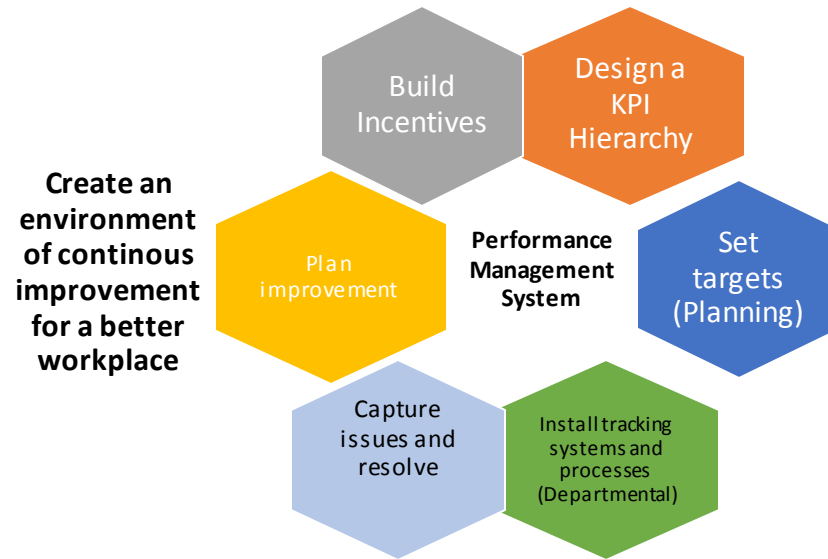 Build
Incentives
Design a
KPI
Hierarchy
Create an
environment
of continous
improvement
for a better
workplace
Plan
improvement
Performance
Management
System
Set
targets
(Planning)
Capture
issues and
resolve
Install tracking
systems and
processes
(Departmental)